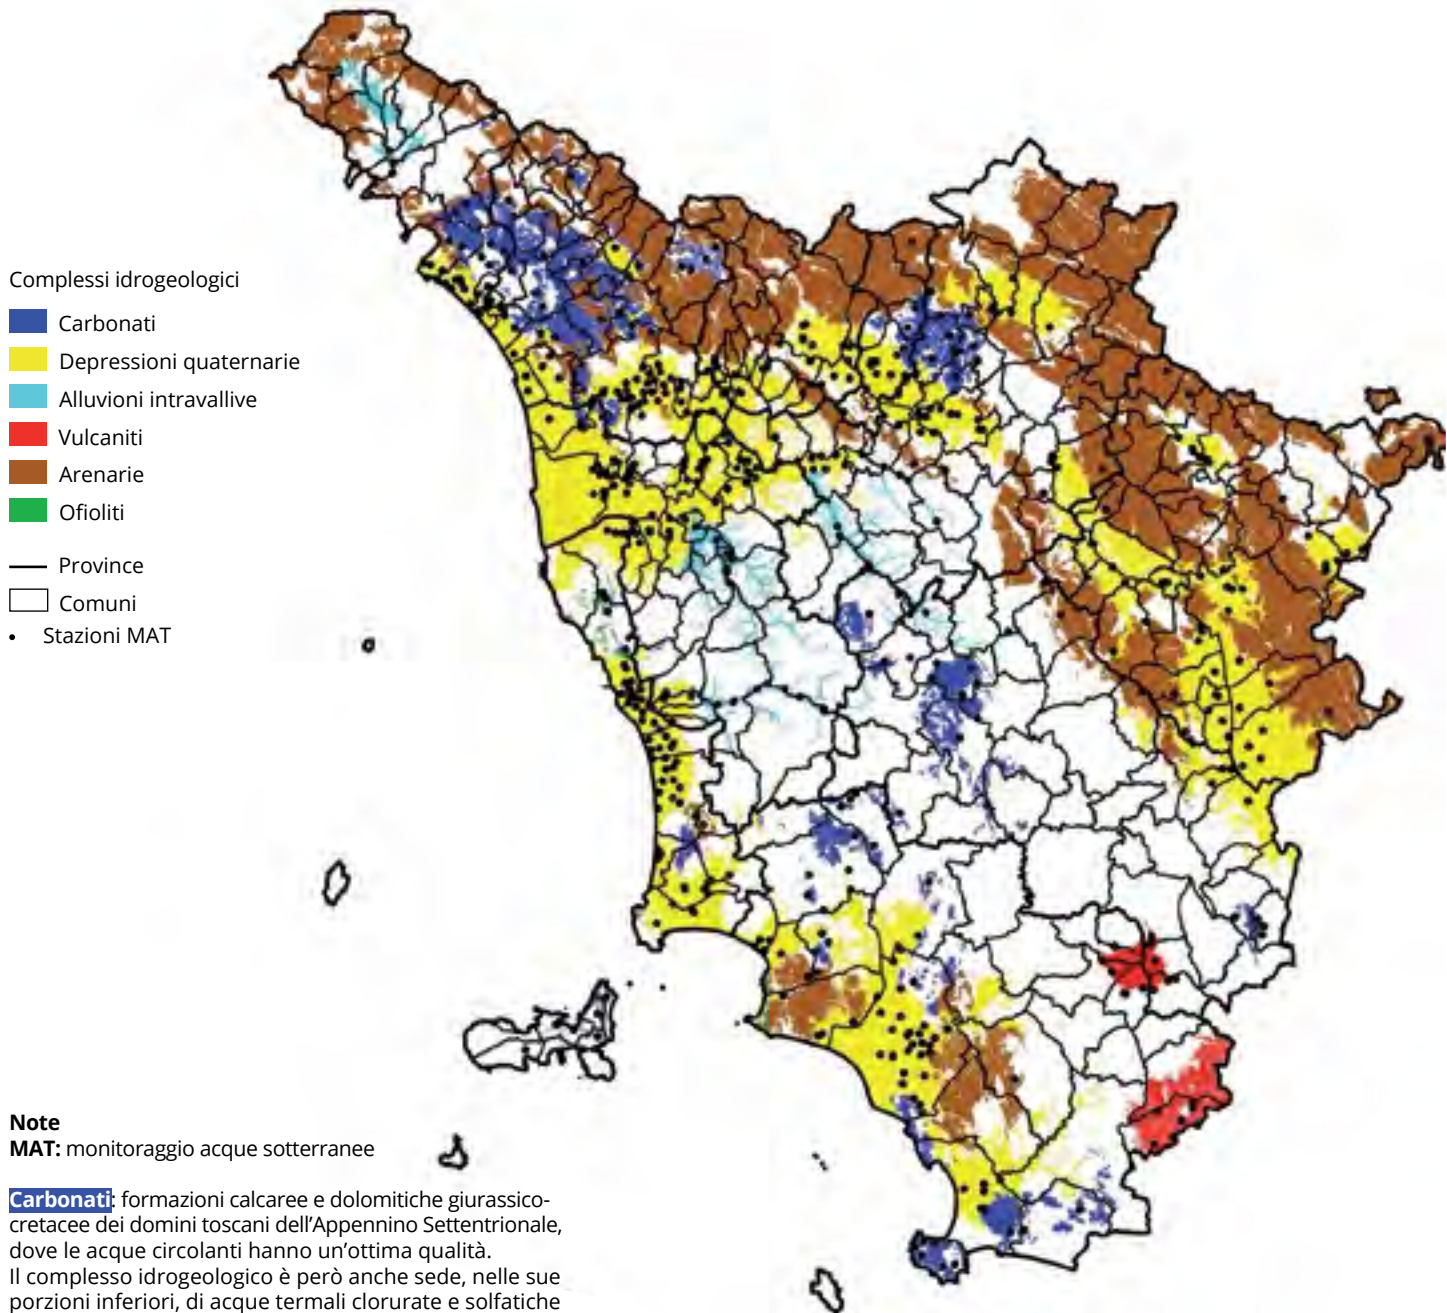 Complessi idrogeologici
Carbonati
Depressioni quaternarie
Alluvioni intravallive
Vulcaniti
Arenarie
Ofioliti
Province
Comuni
Stazioni MAT
Note
MAT: monitoraggio acque sotterranee
Carbonati: formazioni calcaree e dolomitiche giurassico-
cretacee dei domini toscani dell'Appennino Settentrionale,
dove le acque circolanti hanno un'ottima qualità.
Il complesso idrogeologico è però anche sede, nelle sue
porzioni inferiori, di acque termali clorurate e solfatiche